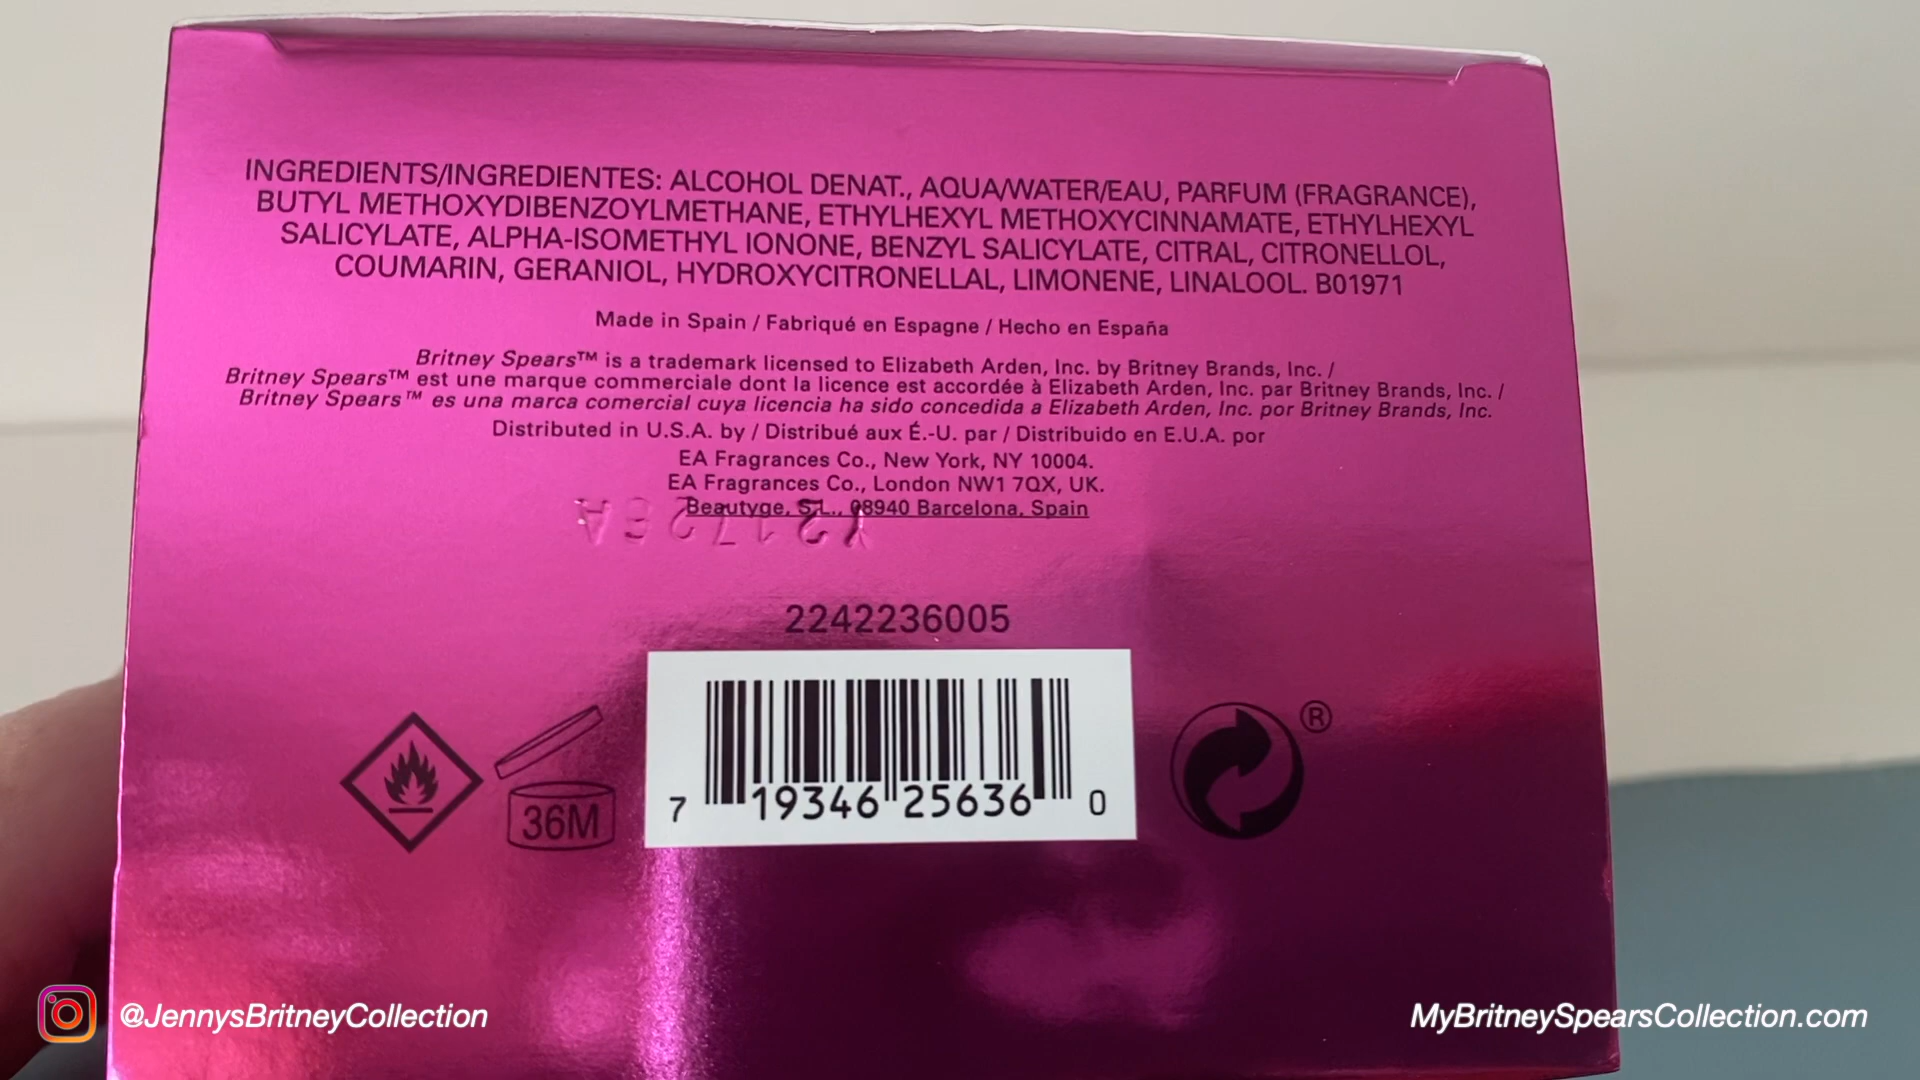 INGREDIENTS/INGREDIENTES: ALCOHOL DENAT., AQUA/WATER/EAU, PARFUM (FRAGRANCE),
BUTYL METHOXYDIBENZOYLMETHANE, ETHYLHEXYL METHOXYCINNAMATE, ETHYLHEXYL
SALICYLATE, ALPHA-ISOMETHYL IONONE, BENZYL SALICYLATE, CITRAL, CITRONELLOL,
COUMARIN, GERANIOL, HYDROXYCITRONELLAL, LIMONENE, LINALOOL. B01971
Made in Spain / Fabriqué en Espagne / Hecho en España
Britney Spears™ is a trademark licensed to Elizabeth Arden, Inc. by Britney Brands, Inc. /
Britney Spears™ est une marque commerciale dont la licence est accordée à Elizabeth Arden, Inc. par Britney Brands, Inc. /
Britney Spears™ es una marca comercial cuya licencia ha sido concedida a Elizabeth Arden, Inc. por Britney Brands, Inc.
Distributed in U.S.A. by / Distribué aux É.-U. par / Distribuido en E.U.A. por
EA Fragrances Co., New York, NY 10004.
EA Fragrances Co., London NW1 7QX, UK.
Beautyge, S.L., 08940 Barcelona, Spain
2242236005
36M
7 19346 25636 0
®
@JennysBritneyCollection
MyBritneySpearsCollection.com